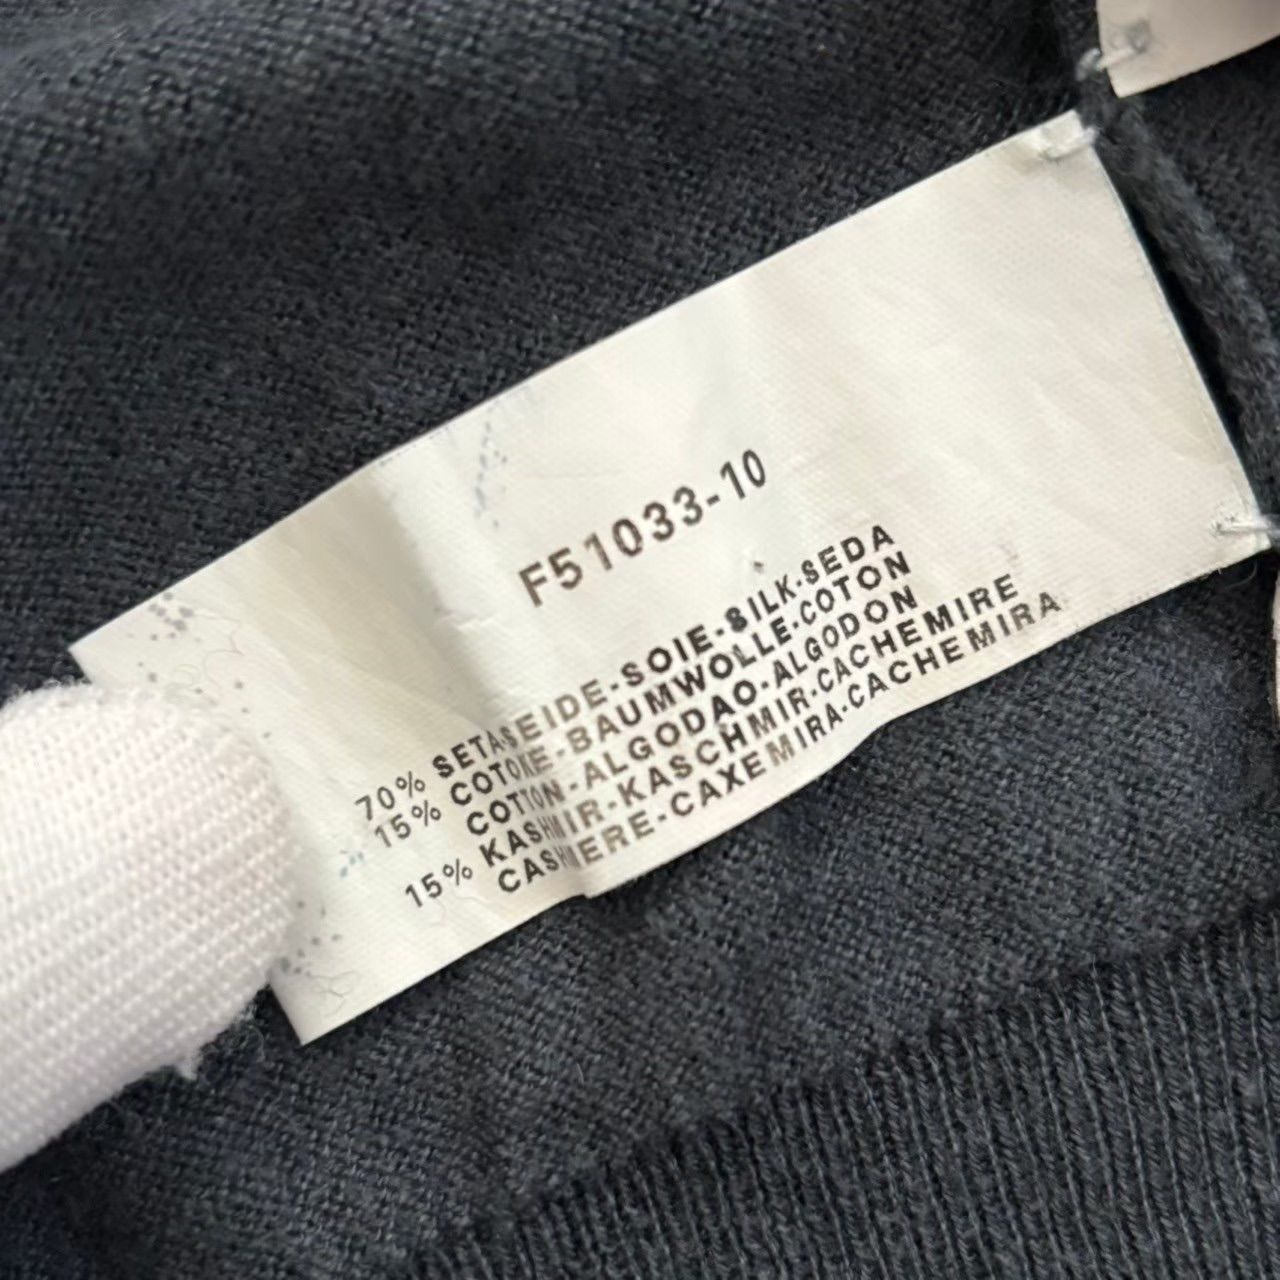 F51033-10
70% SETA-SEIDE-SOIE-SILK-SEDA
15% COTONE-BAUMWOLLE-COTON
COTTON-ALGODAO-ALGODON
15% KASHMIR-KASCHMIR-CACHEMIRE
CASHMERE-CAXEMIRA-CACHEMIRA